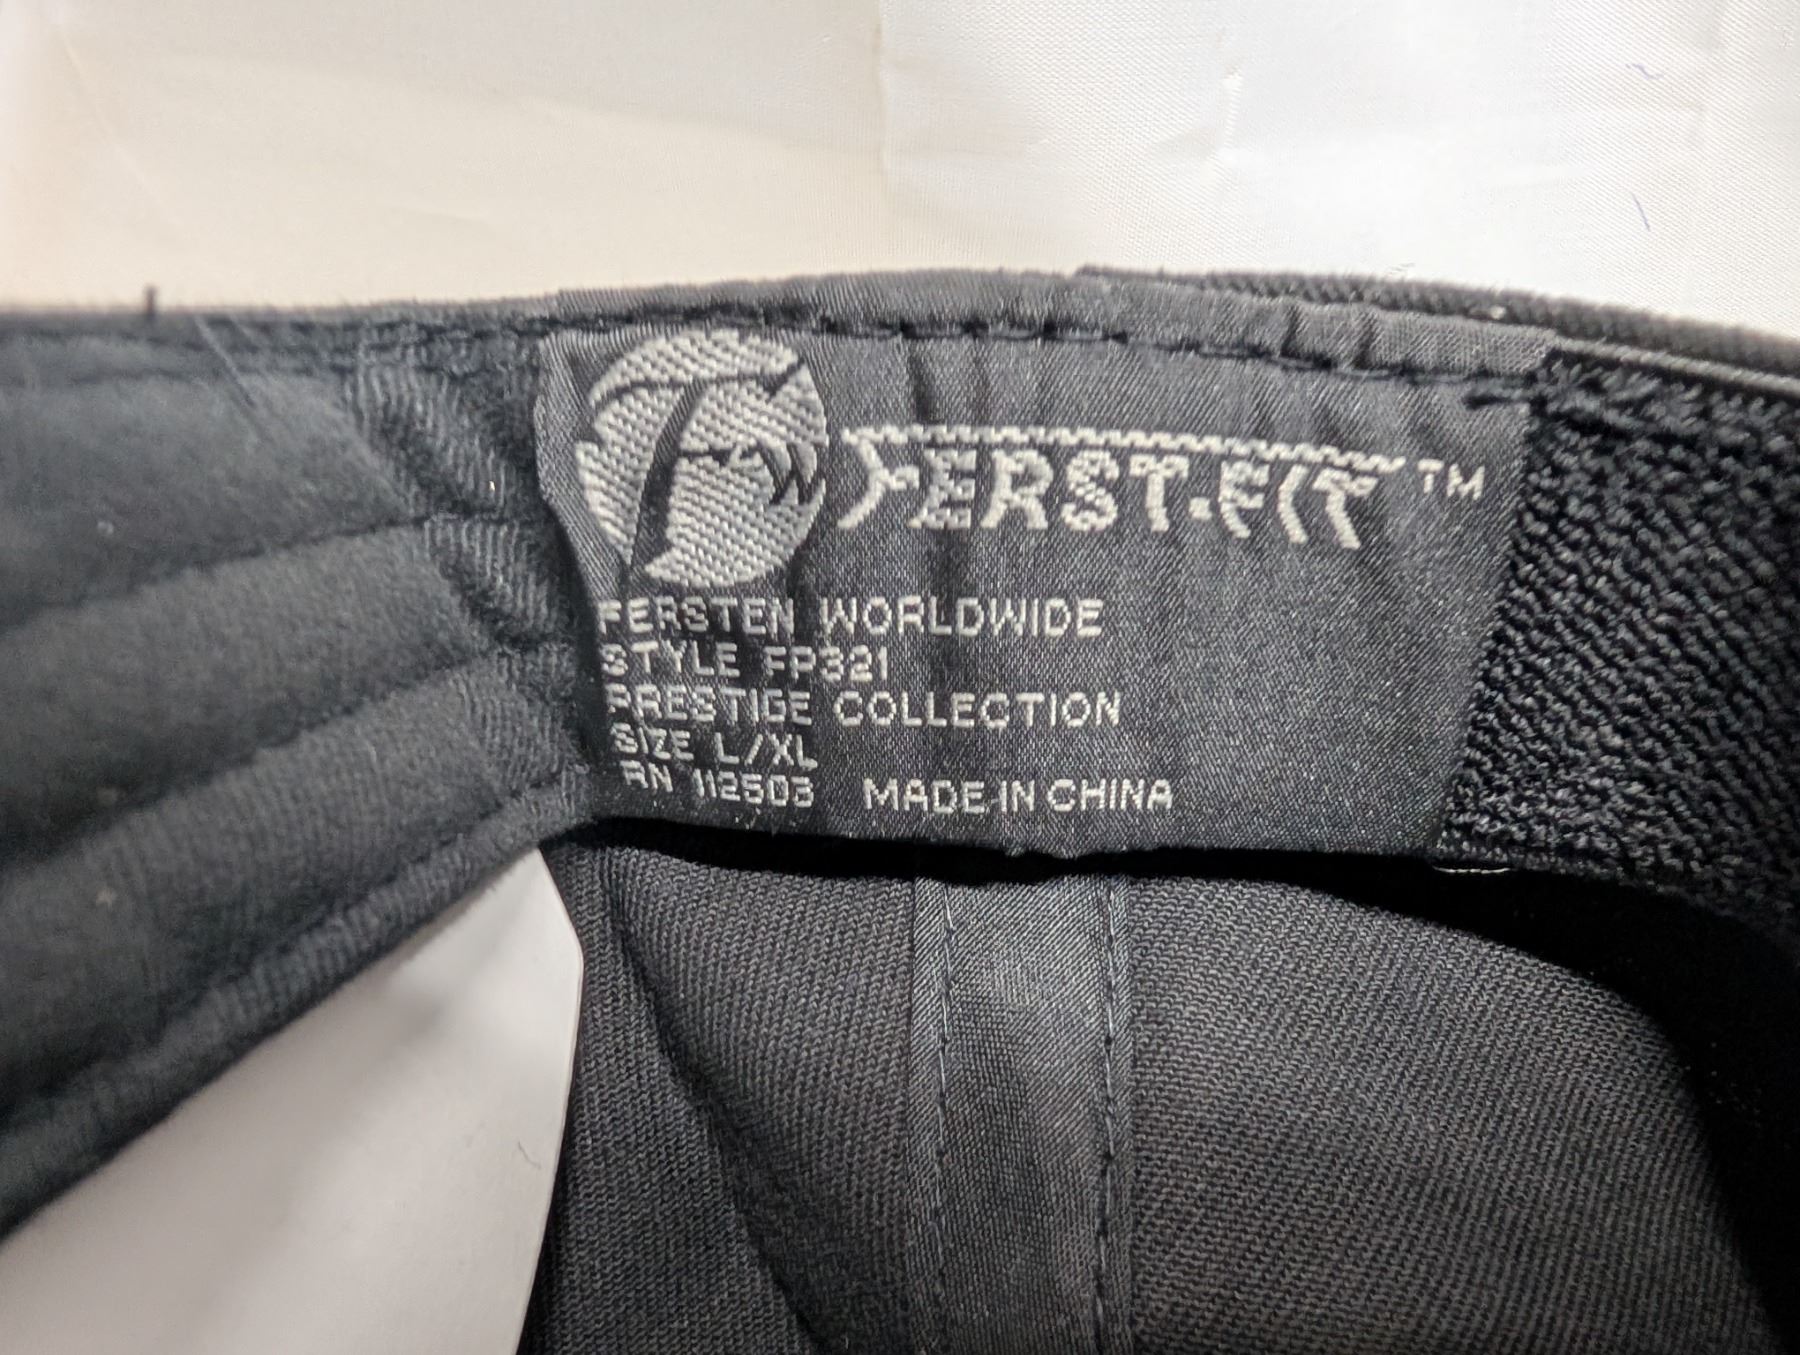 FERST-FIT™
FERSTEN WORLDWIDE
STYLE FP321
PRESTIGE COLLECTION
SIZE L/XL
RN 112503 MADE IN CHINA